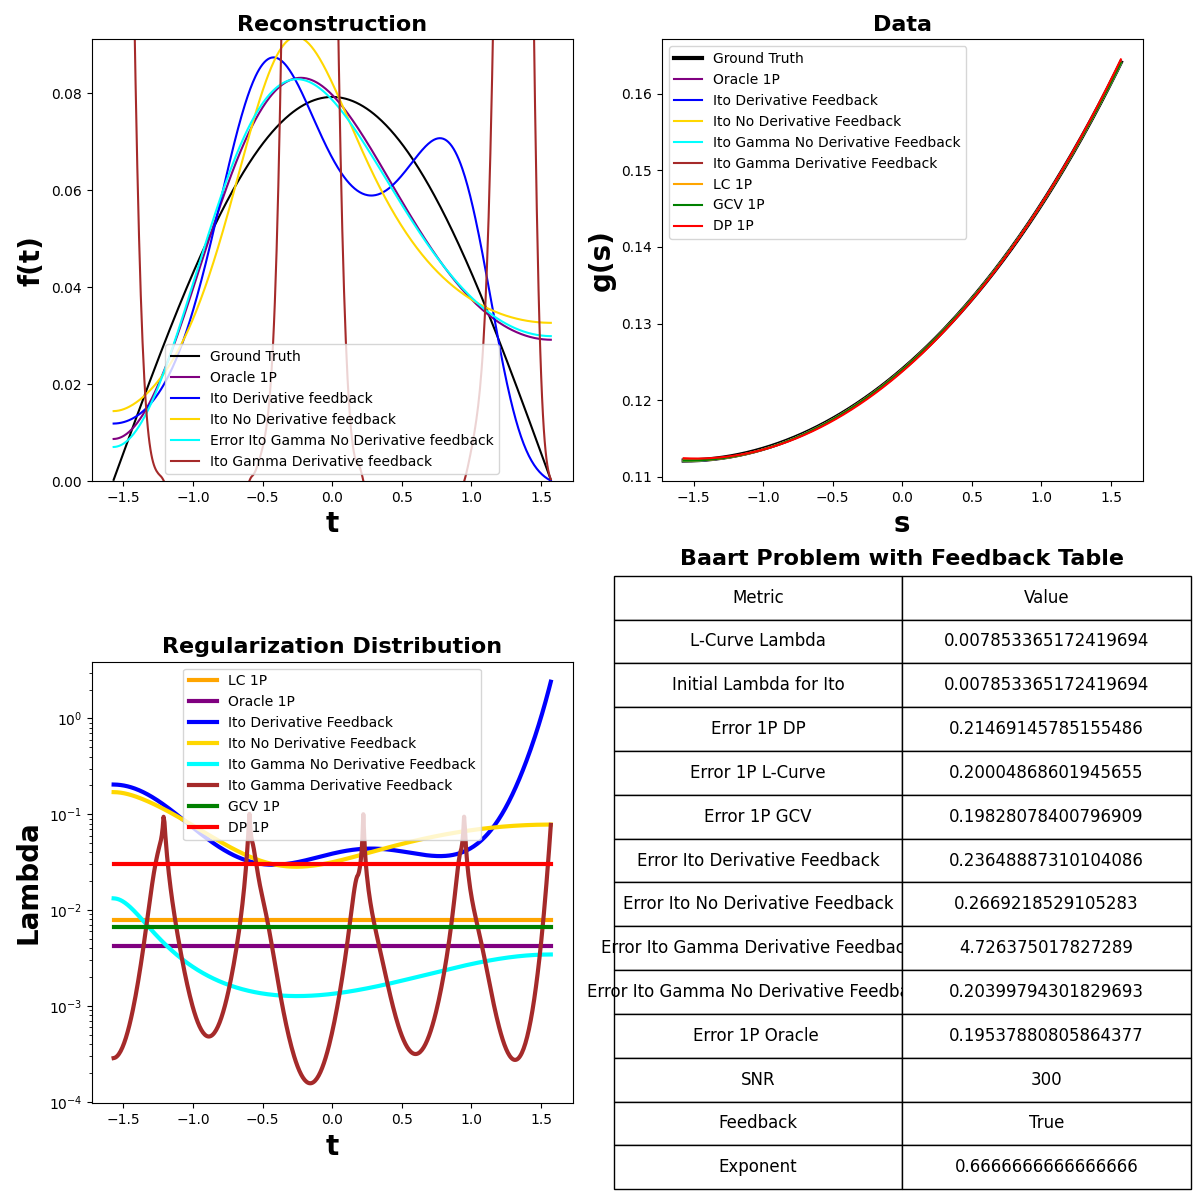 Reconstruction
f(t)
0.08
0.06
0.04
0.02
0.00
Ground Truth
Oracle 1P
Ito Derivative feedback
Ito No Derivative feedback
Error Ito Gamma No Derivative feedback
Ito Gamma Derivative feedback
−1.5 −1.0 −0.5 0.0 0.5 1.0 1.5
t
Data
g(s)
0.16
0.15
0.14
0.13
0.12
0.11
Ground Truth
Oracle 1P
Ito Derivative Feedback
Ito No Derivative Feedback
Ito Gamma No Derivative Feedback
Ito Gamma Derivative Feedback
LC 1P
GCV 1P
DP 1P
−1.5 −1.0 −0.5 0.0 0.5 1.0 1.5
s
Regularization Distribution
Lambda
10⁰
10⁻¹
10⁻²
10⁻³
10⁻⁴
LC 1P
Oracle 1P
Ito Derivative Feedback
Ito No Derivative Feedback
Ito Gamma No Derivative Feedback
Ito Gamma Derivative Feedback
GCV 1P
DP 1P
−1.5 −1.0 −0.5 0.0 0.5 1.0 1.5
t
Baart Problem with Feedback Table
Metric Value
L-Curve Lambda 0.007853365172419694
Initial Lambda for Ito 0.007853365172419694
Error 1P DP 0.21469145785155486
Error 1P L-Curve 0.20004868601945655
Error 1P GCV 0.19828078400796909
Error Ito Derivative Feedback 0.23648887310104086
Error Ito No Derivative Feedback 0.2669218529105283
Error Ito Gamma Derivative Feedbac 4.726375017827289
Error Ito Gamma No Derivative Feedba 0.20399794301829693
Error 1P Oracle 0.19537880805864377
SNR 300
Feedback True
Exponent 0.6666666666666666